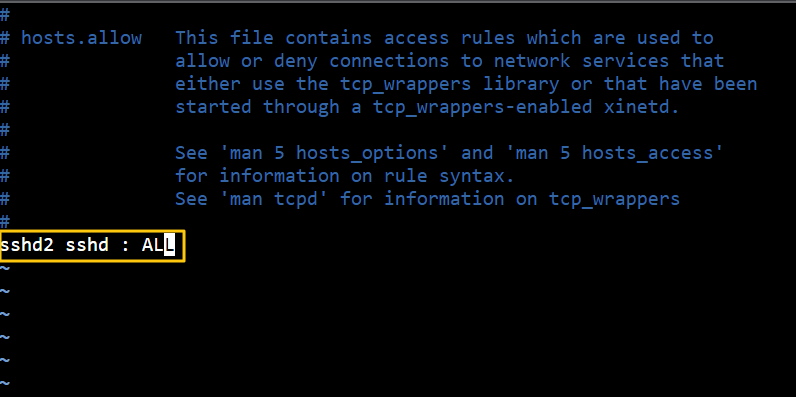 #
# hosts.allow   This file contains access rules which are used to
#               allow or deny connections to network services that
#               either use the tcp_wrappers library or that have been
#               started through a tcp_wrappers-enabled xinetd.
#
#               See 'man 5 hosts_options' and 'man 5 hosts_access'
#               for information on rule syntax.
#               See 'man tcpd' for information on tcp_wrappers
#
sshd2 sshd : ALL
~
~
~
~
~
~